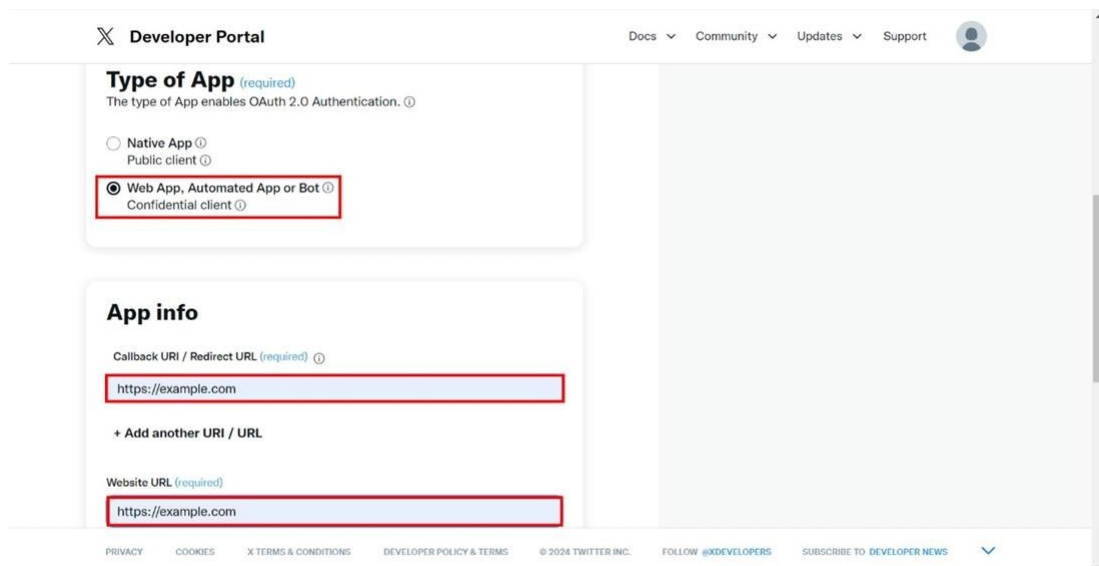 X Developer Portal Docs Community Updates Support
Type of App (required)
The type of App enables OAuth 2.0 Authentication.
Native App
Public client
Web App, Automated App or Bot
Confidential client
App info
Callback URI / Redirect URL (required)
https://example.com
+ Add another URI / URL
Website URL (required)
https://example.com
PRIVACY COOKIES X TERMS & CONDITIONS DEVELOPER POLICY & TERMS © 2024 TWITTER INC. FOLLOW @XDEVELOPERS SUBSCRIBE TO DEVELOPER NEWS